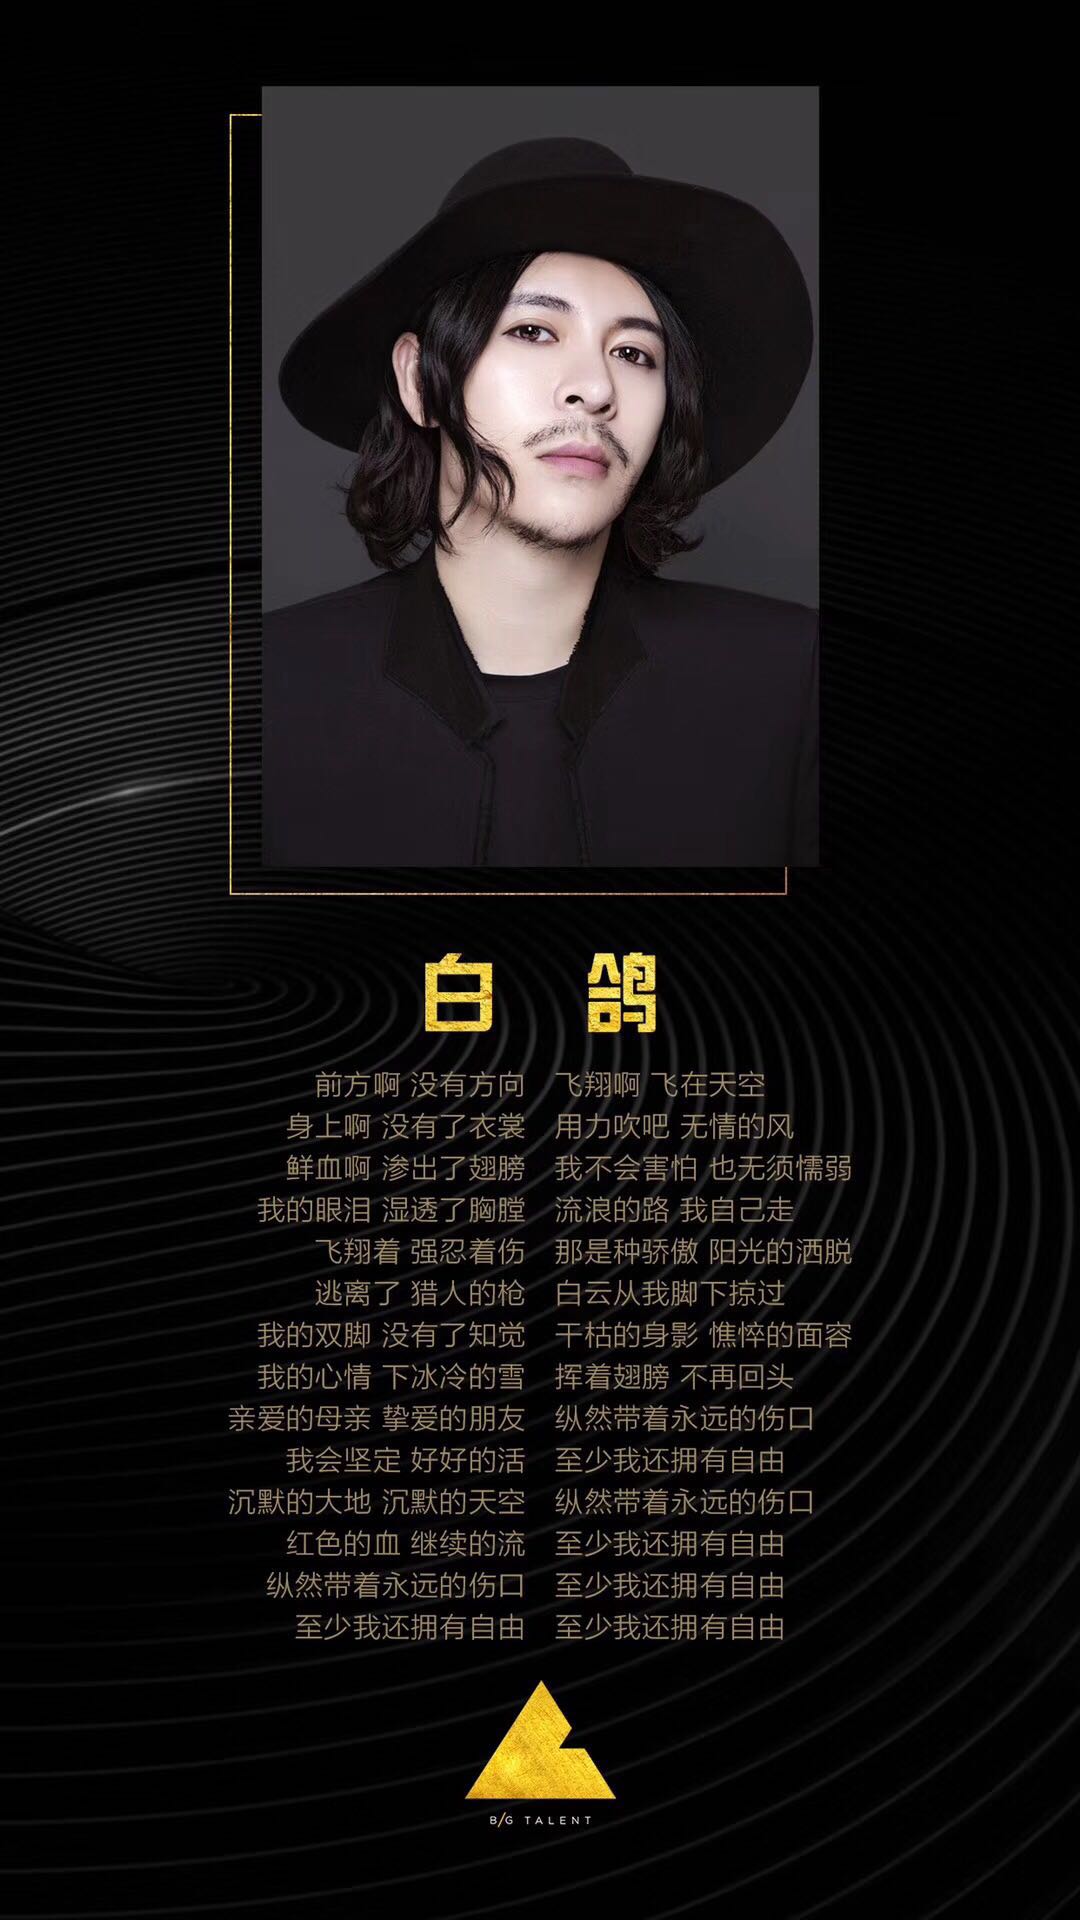 白鸽
前方啊 没有方向
身上啊 没有了衣裳
鲜血啊 渗出了翅膀
我的眼泪 湿透了胸膛
飞翔着 强忍着伤
逃离了 猎人的枪
我的双脚 没有了知觉
我的心情 下冰冷的雪
亲爱的母亲 挚爱的朋友
我会坚定 好好的活
沉默的大地 沉默的天空
红色的血 继续的流
纵然带着永远的伤口
至少我还拥有自由
飞翔啊 飞在天空
用力吹吧 无情的风
我不会害怕 也无须懦弱
流浪的路 我自己走
那是种骄傲 阳光的洒脱
白云从我脚下掠过
干枯的身影 憔悴的面容
挥着翅膀 不再回头
纵然带着永远的伤口
至少我还拥有自由
纵然带着永远的伤口
至少我还拥有自由
至少我还拥有自由
至少我还拥有自由
B/G TALENT